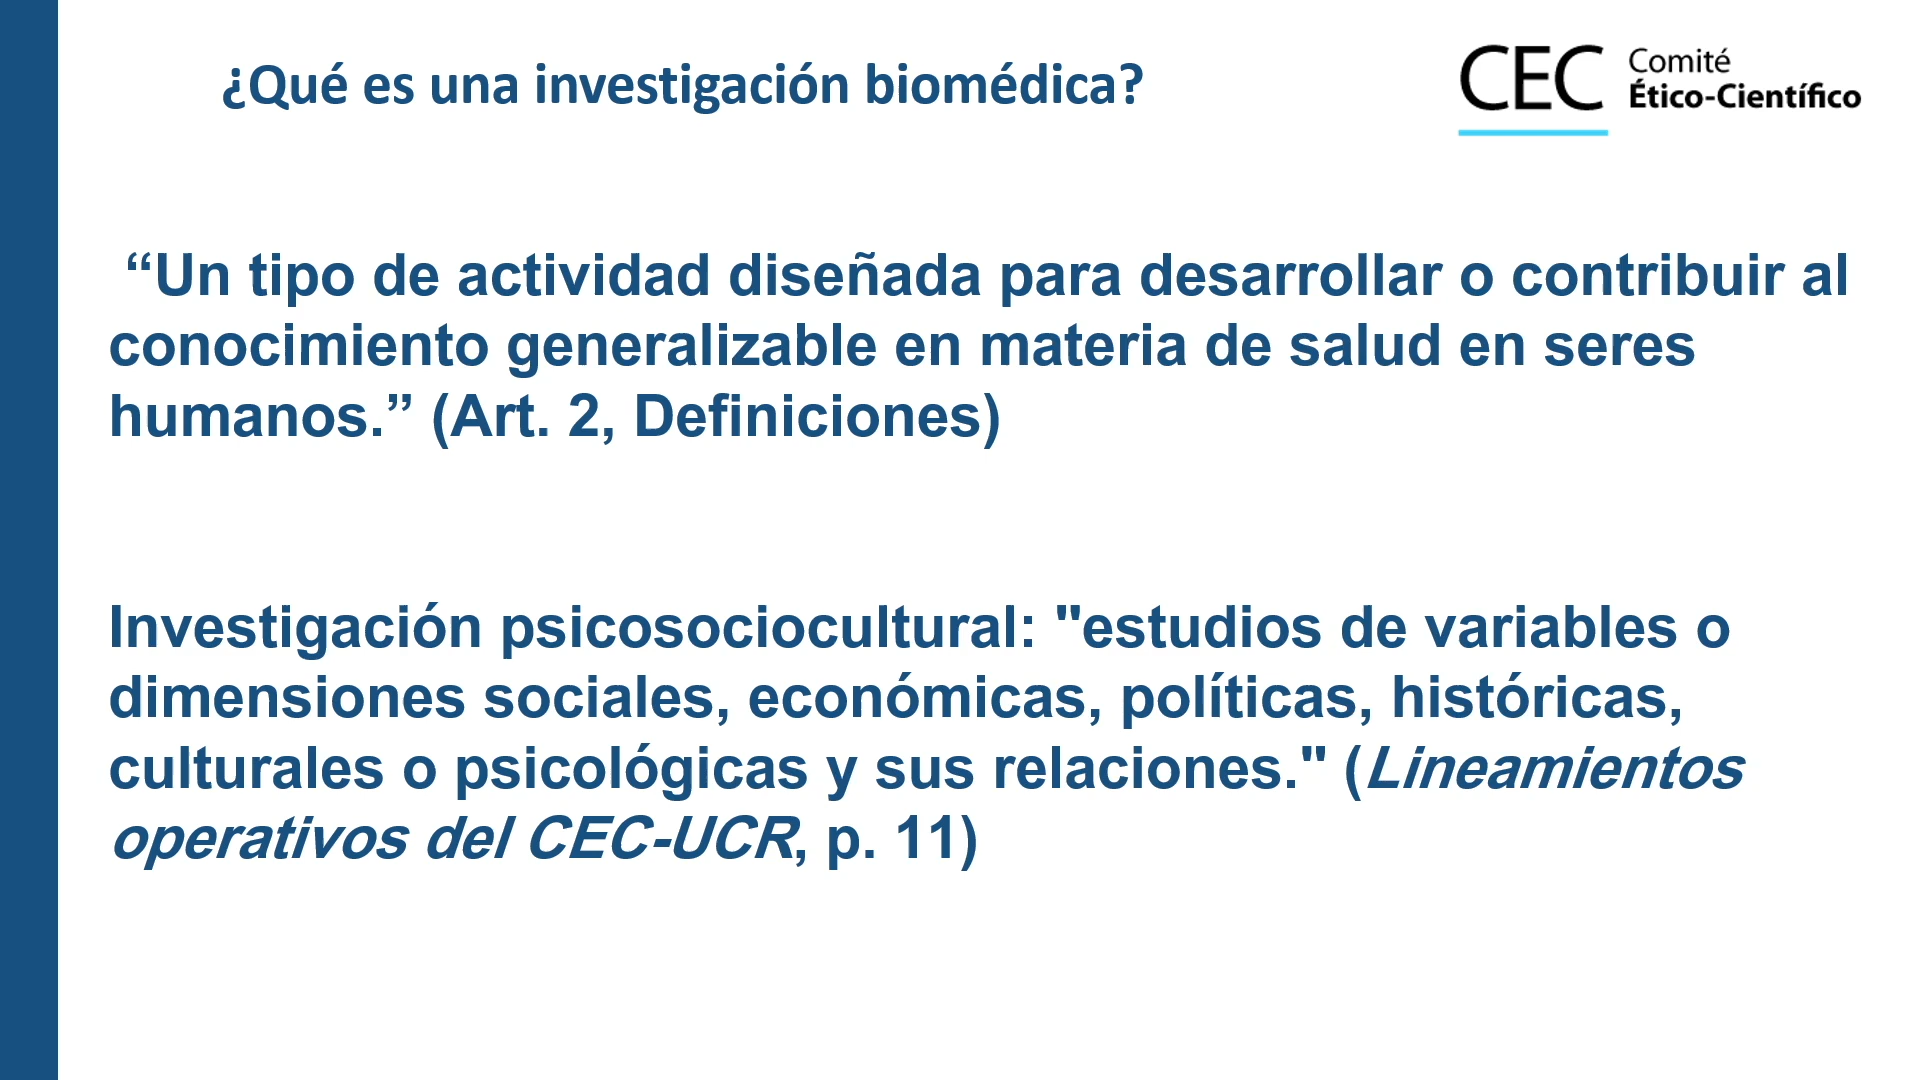 ¿Qué es una investigación biomédica?
CEC Comité
Ético-Científico
“Un tipo de actividad diseñada para desarrollar o contribuir al
conocimiento generalizable en materia de salud en seres
humanos.” (Art. 2, Definiciones)
Investigación psicosociocultural: "estudios de variables o
dimensiones sociales, económicas, políticas, históricas,
culturales o psicológicas y sus relaciones." (Lineamientos
operativos del CEC-UCR, p. 11)